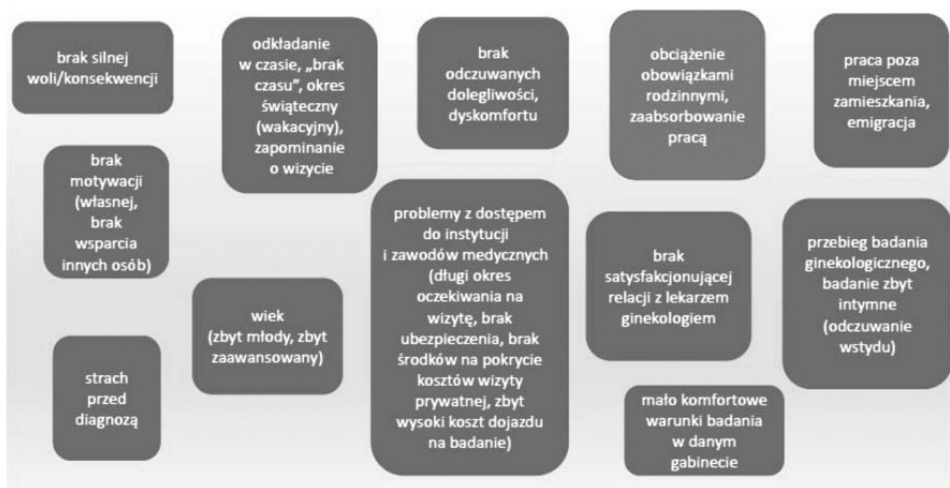 brak silnej
woli/konsekwencji
odkładanie
w czasie, „brak
czasu”, okres
świąteczny
(wakacyjny),
zapominanie
o wizycie
brak
odczuwanych
dolegliwości,
dyskomfortu
obciążenie
obowiązkami
rodzinnymi,
zaabsorbowanie
pracą
praca poza
miejscem
zamieszkania,
emigracja
brak
motywacji
(własnej,
brak
wsparcia
innych osób)
problemy z dostępem
do instytucji
i zawodów medycznych
(długi okres
oczekiwania na
wizytę, brak
ubezpieczenia, brak
środków na pokrycie
kosztów wizyty
prywatnej, zbyt
wysoki koszt dojazdu
na badanie)
brak
satysfakcjonującej
relacji z lekarzem
ginekologiem
przebieg badania
ginekologicznego,
badanie zbyt
intymne
(odczuwanie
wstydu)
wiek
(zbyt młody, zbyt
zaawansowany)
strach
przed
diagnozą
mało komfortowe
warunki badania
w danym
gabinecie